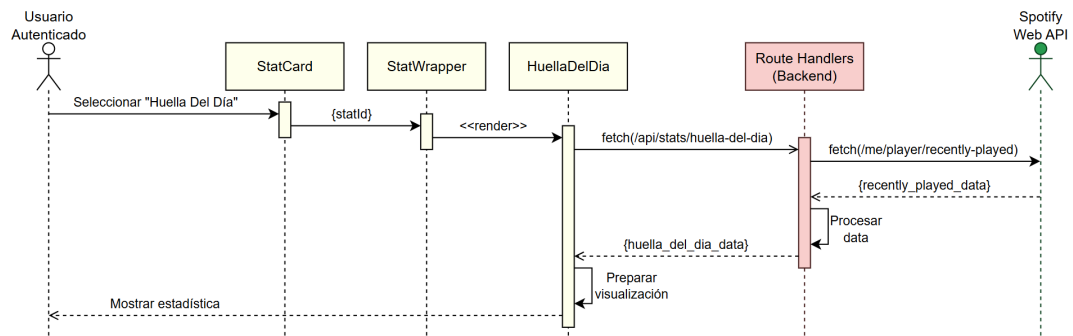 Usuario
Autenticado
Spotify
Web API
StatCard
StatWrapper
HuellaDelDia
Route Handlers
(Backend)
Seleccionar "Huella Del Día"
{statId}
<<render>>
fetch(/api/stats/huella-del-dia)
fetch(/me/player/recently-played)
{recently_played_data}
Procesar
data
{huella_del_dia_data}
Preparar
visualización
Mostrar estadística